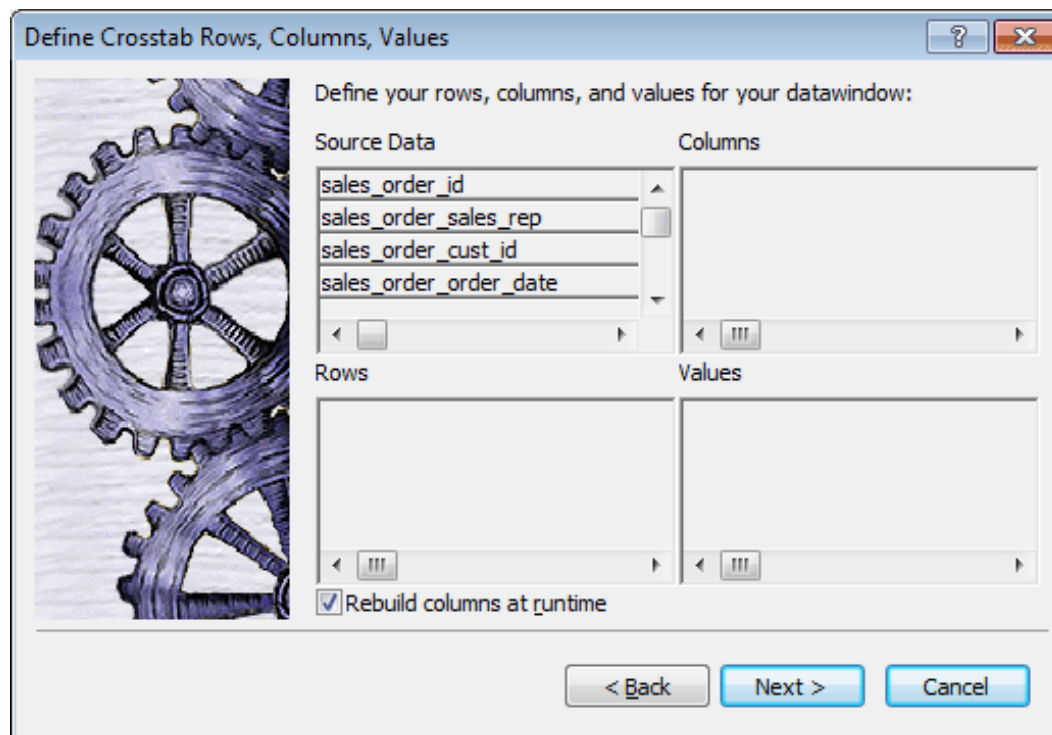 Define Crosstab Rows, Columns, Values
Define your rows, columns, and values for your datawindow:
Source Data
Columns
sales_order_id
sales_order_sales_rep
sales_order_cust_id
sales_order_order_date
Rows
Values
Rebuild columns at runtime
< Back
Next >
Cancel